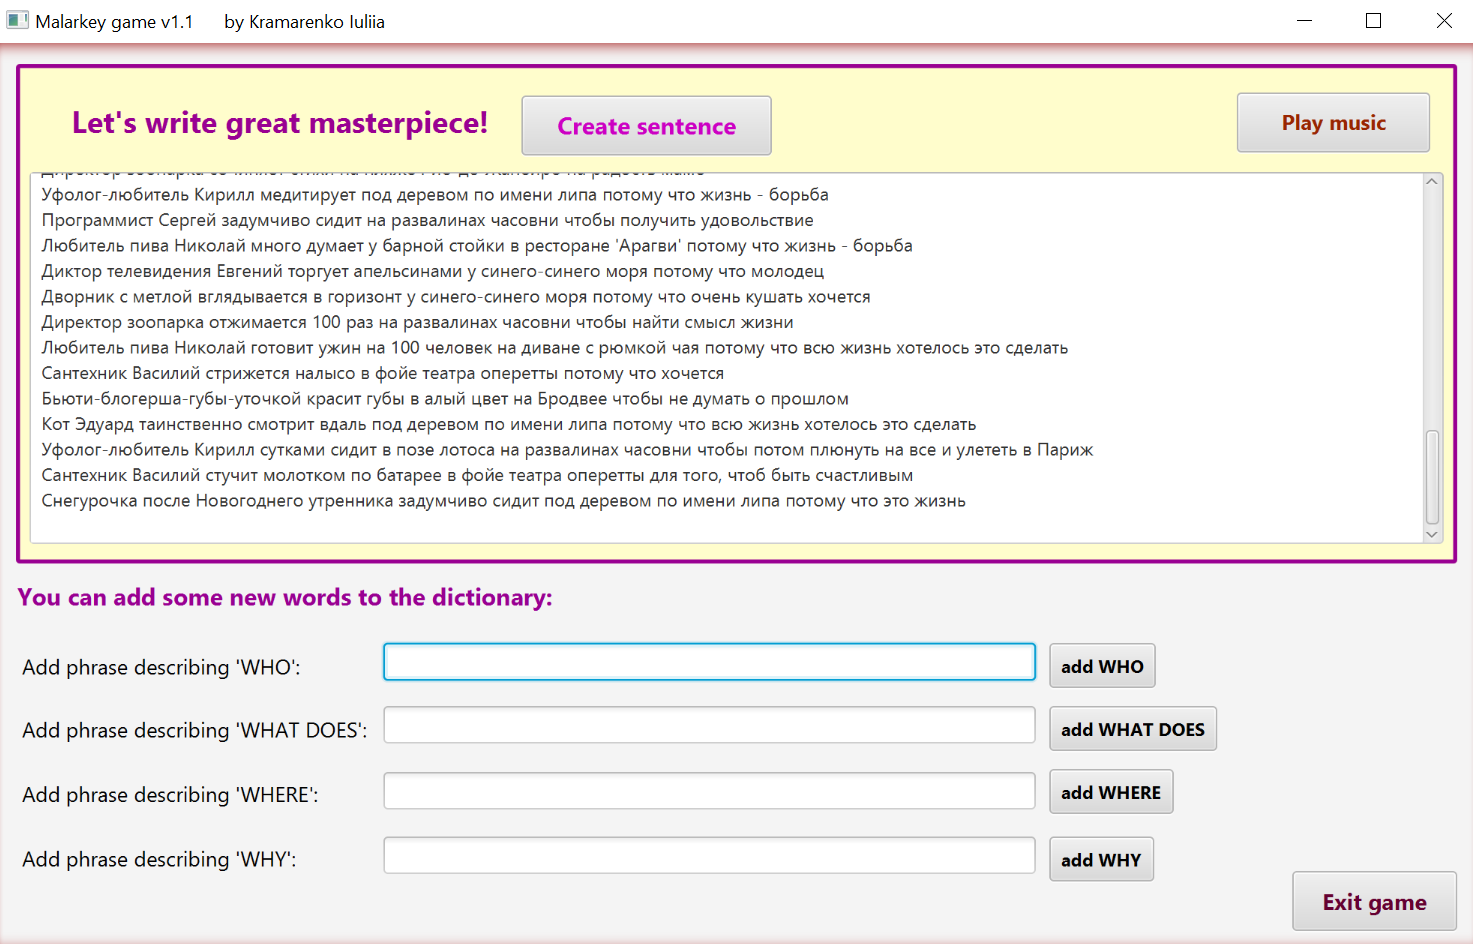 Malarkey game v1.1 by Kramarenko Iuliia
Let's write great masterpiece!
Create sentence
Play music
Уфолог-любитель Кирилл медитирует под деревом по имени липа потому что жизнь - борьба
Программист Сергей задумчиво сидит на развалинах часовни чтобы получить удовольствие
Любитель пива Николай много думает у барной стойки в ресторане 'Арагви' потому что жизнь - борьба
Диктор телевидения Евгений торгует апельсинами у синего-синего моря потому что молодец
Дворник с метлой вглядывается в горизонт у синего-синего моря потому что очень кушать хочется
Директор зоопарка отжимается 100 раз на развалинах часовни чтобы найти смысл жизни
Любитель пива Николай готовит ужин на 100 человек на диване с рюмкой чая потому что всю жизнь хотелось это сделать
Сантехник Василий стрижется налысо в фойе театра оперетты потому что хочется
Бьюти-блогерша-губы-уточкой красит губы в алый цвет на Бродвее чтобы не думать о прошлом
Кот Эдуард таинственно смотрит вдаль под деревом по имени липа потому что всю жизнь хотелось это сделать
Уфолог-любитель Кирилл сутками сидит в позе лотоса на развалинах часовни чтобы потом плюнуть на все и улететь в Париж
Сантехник Василий стучит молотком по батарее в фойе театра оперетты для того, чтоб быть счастливым
Снегурочка после Новогоднего утренника задумчиво сидит под деревом по имени липа потому что это жизнь
You can add some new words to the dictionary:
Add phrase describing 'WHO':
add WHO
Add phrase describing 'WHAT DOES':
add WHAT DOES
Add phrase describing 'WHERE':
add WHERE
Add phrase describing 'WHY':
add WHY
Exit game